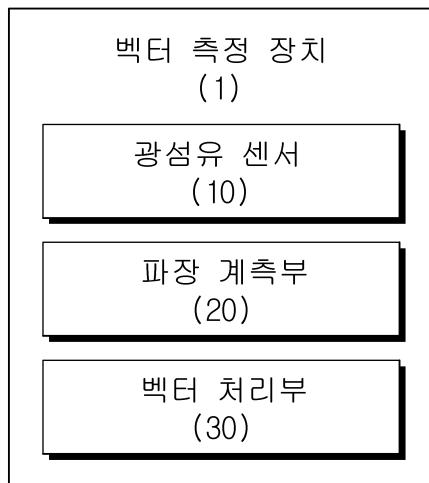 벡터 측정 장치
(1)
광섬유 센서
(10)
파장 계측부
(20)
벡터 처리부
(30)